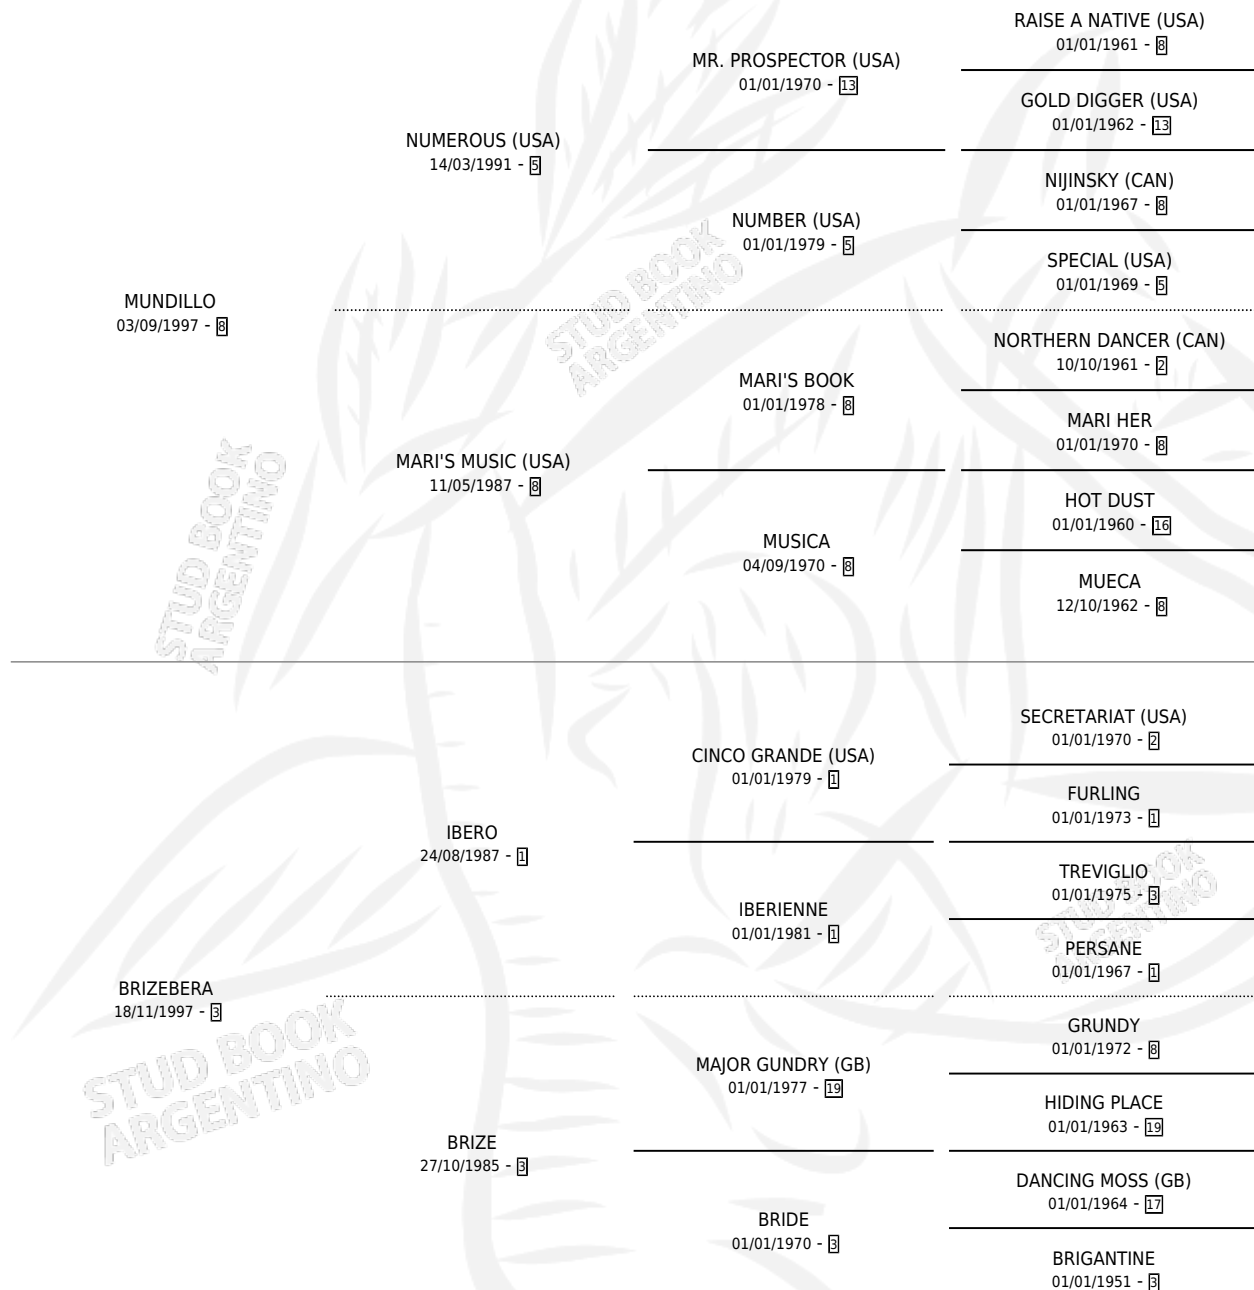 RAISE A NATIVE (USA)
01/01/1961 - 8
MR. PROSPECTOR (USA)
01/01/1970 - 13
GOLD DIGGER (USA)
01/01/1962 - 13
NUMEROUS (USA)
14/03/1991 - 5
NIJINSKY (CAN)
01/01/1967 - 8
NUMBER (USA)
01/01/1979 - 5
SPECIAL (USA)
01/01/1969 - 5
MUNDILLO
03/09/1997 - 8
STUD BOOK
ARGENTINO
NORTHERN DANCER (CAN)
10/10/1961 - 2
MARI'S BOOK
01/01/1978 - 8
MARI HER
01/01/1970 - 8
MARI'S MUSIC (USA)
11/05/1987 - 8
HOT DUST
01/01/1960 - 16
MUSICA
04/09/1970 - 8
MUECA
12/10/1962 - 8
STUD BOOK
ARGENTINO
SECRETARIAT (USA)
01/01/1970 - 2
CINCO GRANDE (USA)
01/01/1979 - 1
FURLING
01/01/1973 - 1
IBERO
24/08/1987 - 1
TREVIGLIO
01/01/1975 - 3
IBERIENNE
01/01/1981 - 1
PERSANE
01/01/1967 - 1
STUD BOOK
ARGENTINO
BRIZEBERA
18/11/1997 - 3
GRUNDY
01/01/1972 - 8
MAJOR GUNDRY (GB)
01/01/1977 - 19
HIDING PLACE
01/01/1963 - 19
STUD BOOK
ARGENTINO
BRIZE
27/10/1985 - 3
DANCING MOSS (GB)
01/01/1964 - 17
BRIDE
01/01/1970 - 3
BRIGANTINE
01/01/1951 - 3